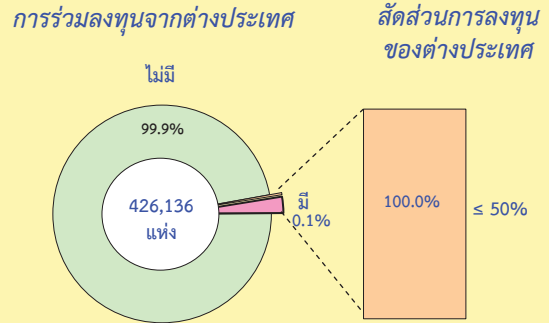 การร่วมลงทุนจากต่างประเทศ
สัดส่วนการลงทุน
ของต่างประเทศ
ไม่มี
99.9%
426,136
แห่ง
มี
0.1%
100.0%
≤ 50%